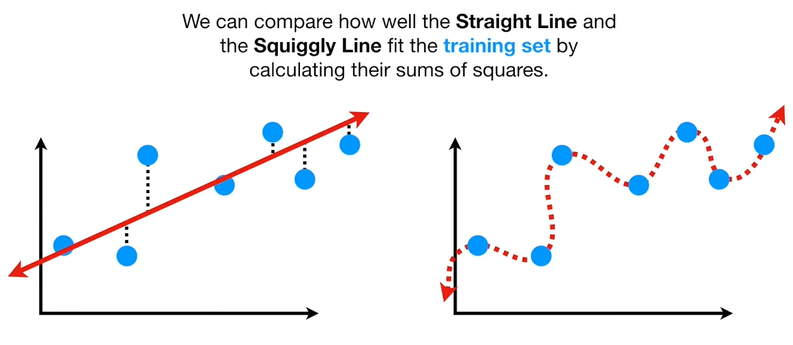 We can compare how well the Straight Line and
the Squiggly Line fit the training set by
calculating their sums of squares.